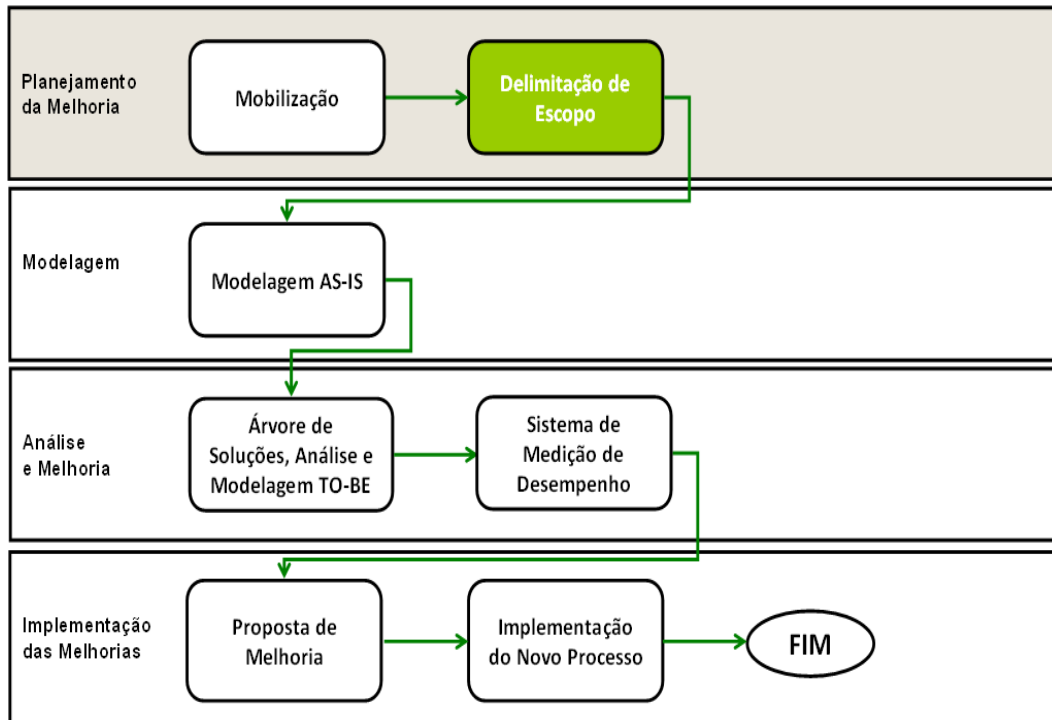 Planejamento
da Melhoria
Mobilização
Delimitação de
Escopo
Modelagem
Modelagem AS-IS
Análise
e Melhoria
Árvore de
Soluções, Análise e
Modelagem TO-BE
Sistema de
Medição de
Desempenho
Implementação
das Melhorias
Proposta de
Melhoria
Implementação
do Novo Processo
FIM